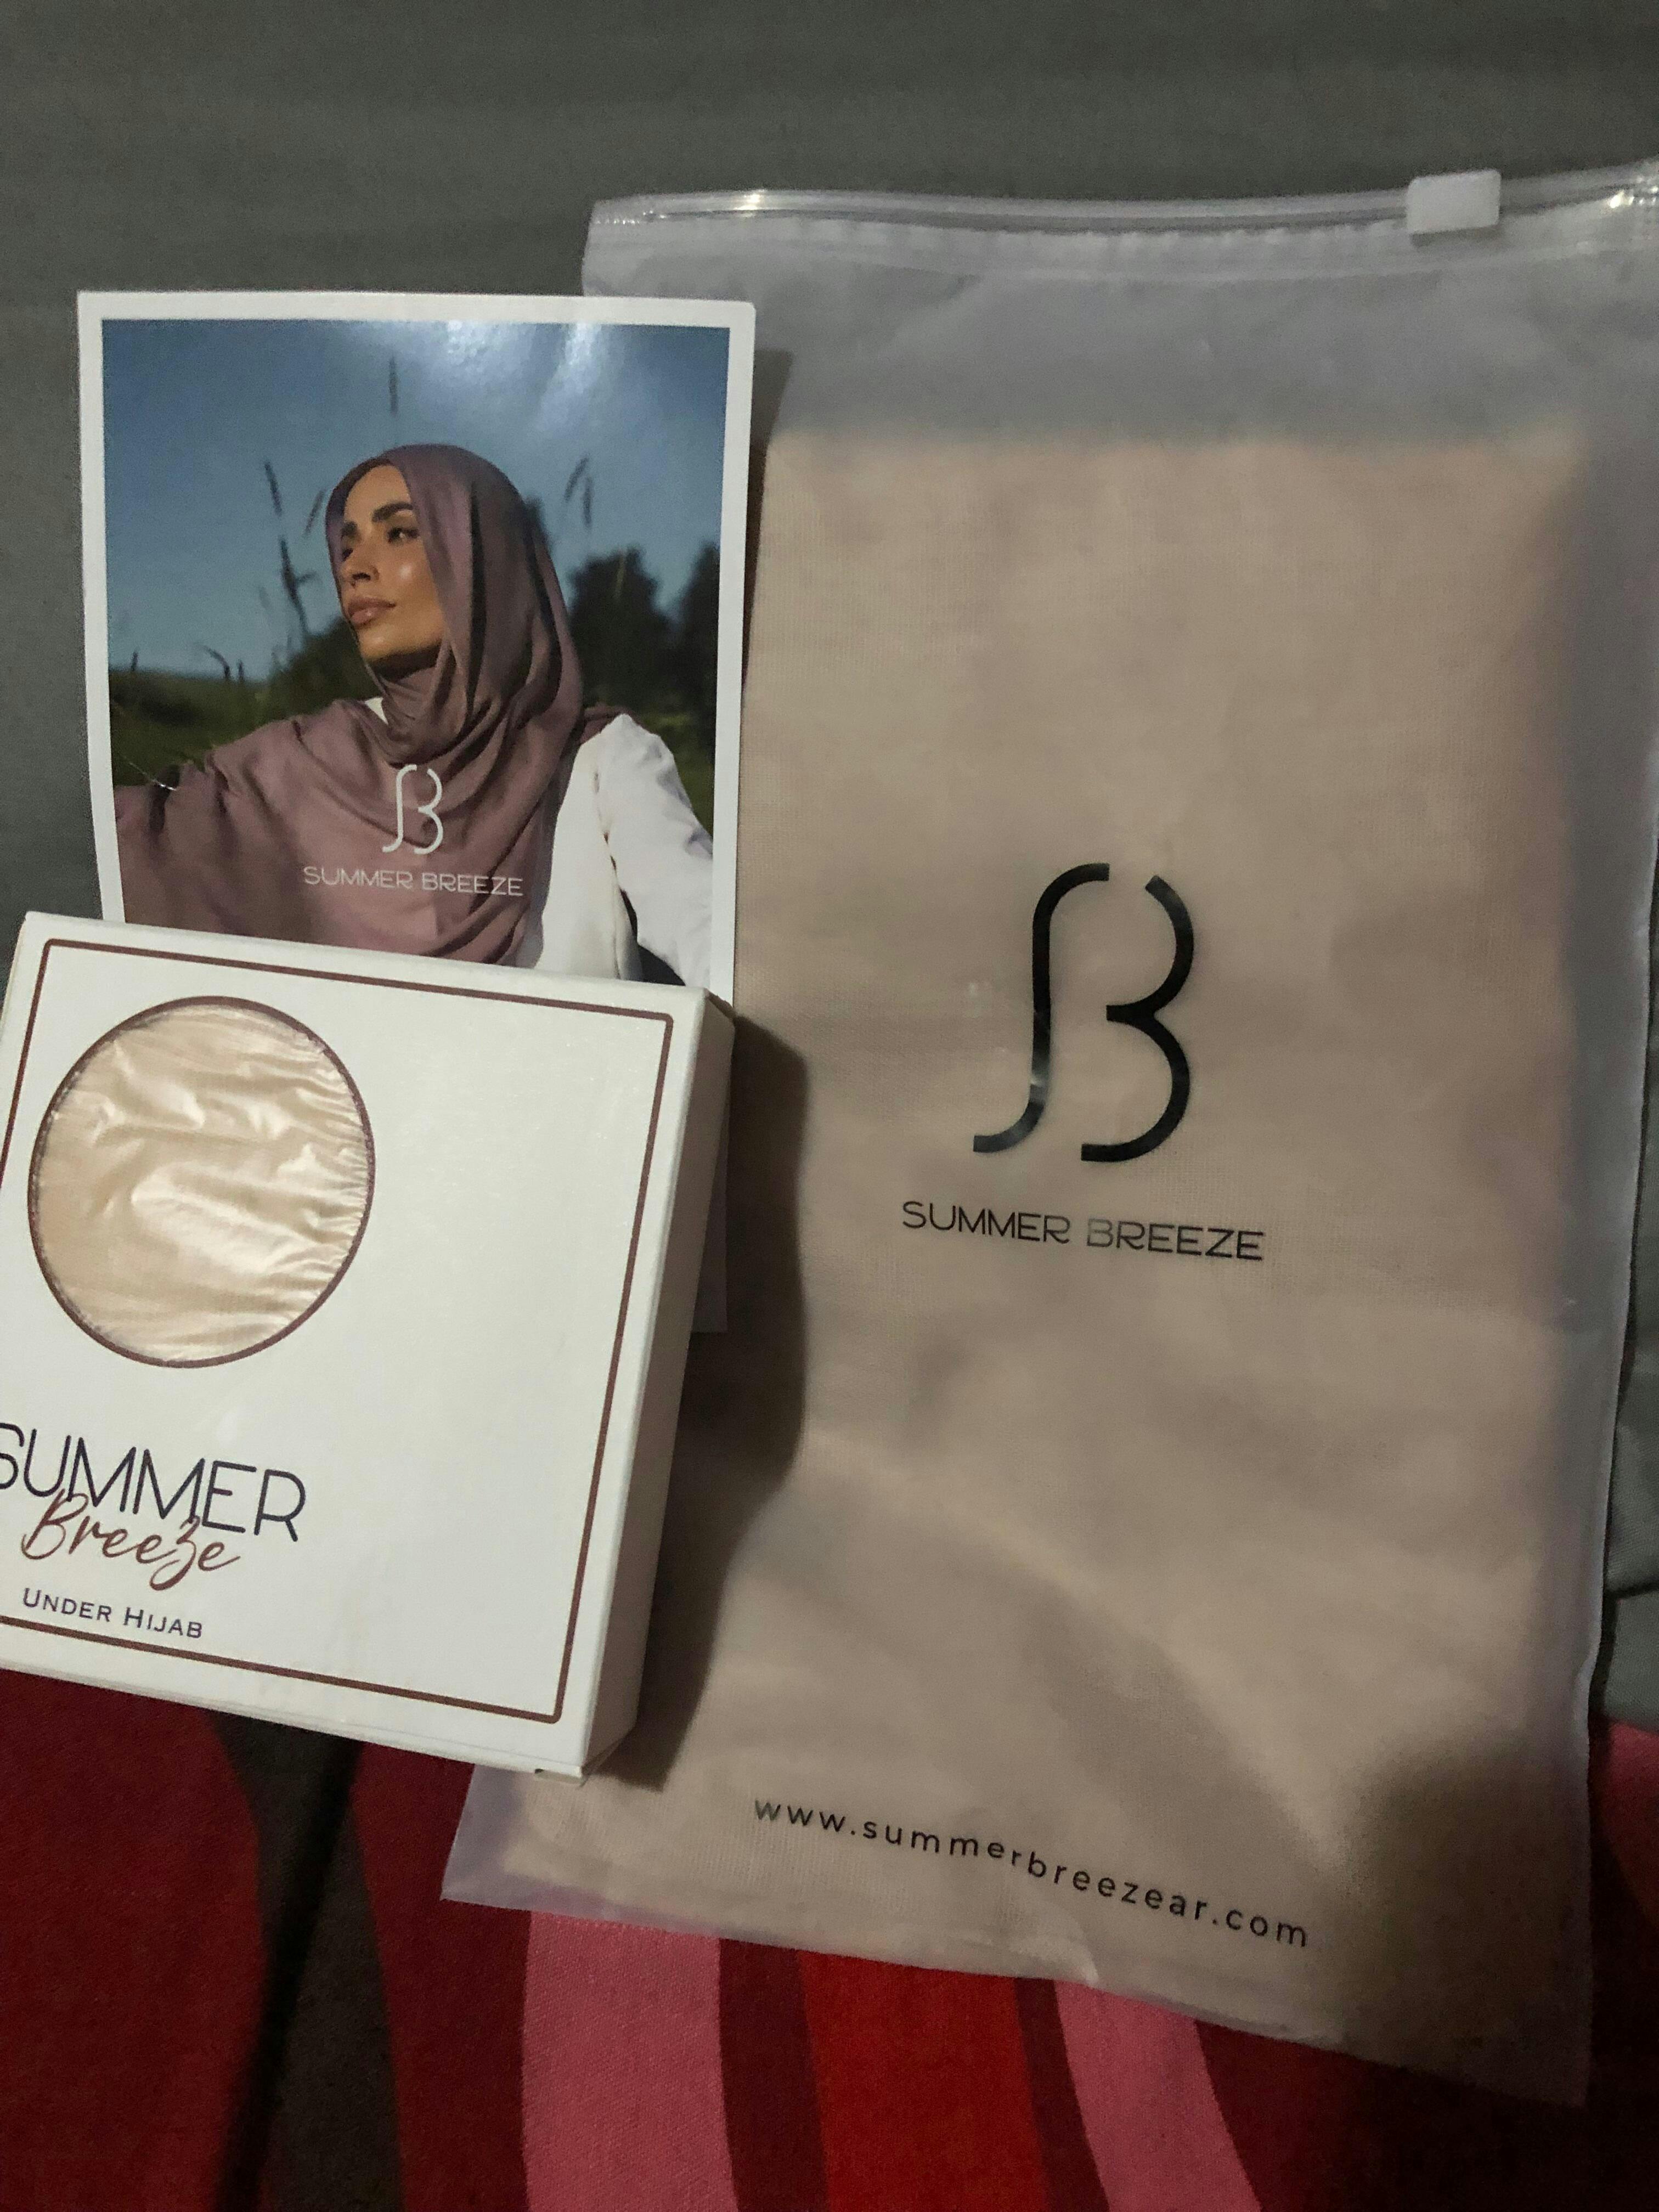 SB
SUMMER BREEZE
SUMMER
Breeze
UNDER HIJAB
SB
SUMMER BREEZE
www.summerbreezear.com